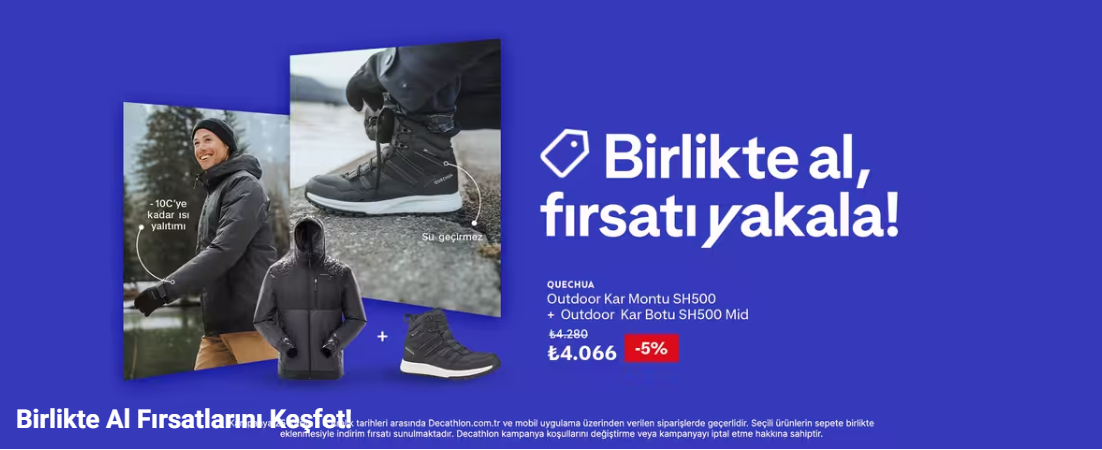 Birlikte al,
fırsatı yakala!
-10C'ye
kadar ısı
yalıtımı
Su geçirmez
QUECHUA
QUECHUA
Outdoor Kar Montu SH500
+ Outdoor Kar Botu SH500 Mid
₺4.280
₺4.066 -5%
+
Birlikte Al Fırsatlarını Keşfet!
tarihleri arasında Decathlon.com.tr ve mobil uygulama üzerinden verilen siparişlerde geçerlidir. Seçili ürünlerin sepete birlikte
eklenmesiyle indirim fırsatı sunulmaktadır. Decathlon kampanya koşullarını değiştirme veya kampanyayı iptal etme hakkına sahiptir.